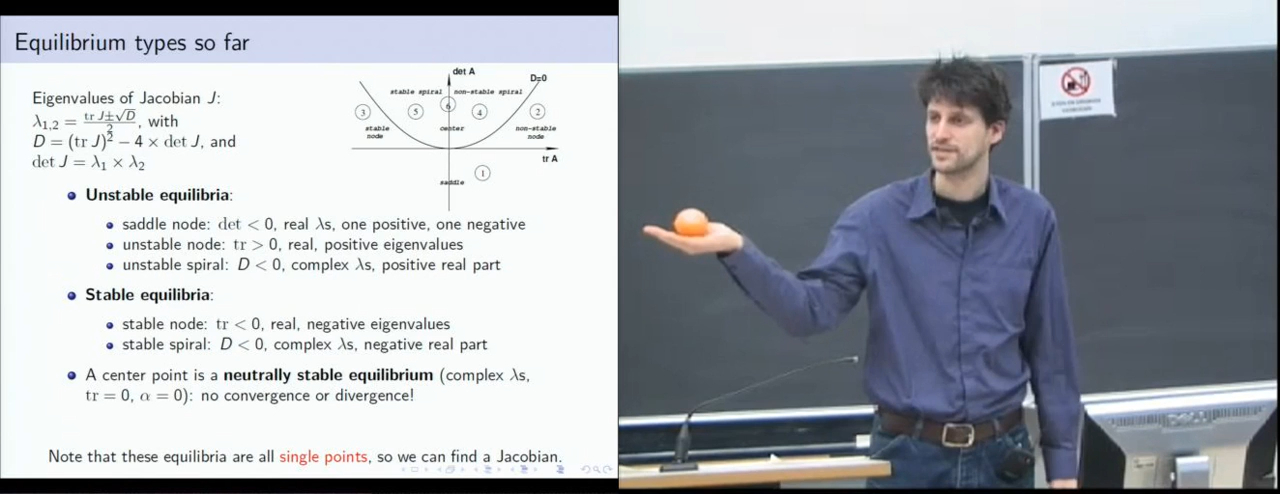 Equilibrium types so far
Eigenvalues of Jacobian J:
λ₁,₂ = (tr J±√D)/2, with
D = (tr J)² − 4 × det J, and
det J = λ₁ × λ₂
det A
D=0
stable spiral
non-stable spiral
3
5
6
4
2
stable node
center
non-stable node
tr A
1
saddle
Unstable equilibria:
saddle node: det < 0, real λs, one positive, one negative
unstable node: tr > 0, real, positive eigenvalues
unstable spiral: D < 0, complex λs, positive real part
Stable equilibria:
stable node: tr < 0, real, negative eigenvalues
stable spiral: D < 0, complex λs, negative real part
A center point is a neutrally stable equilibrium (complex λs,
tr = 0, α = 0): no convergence or divergence!
Note that these equilibria are all single points, so we can find a Jacobian.
DELL